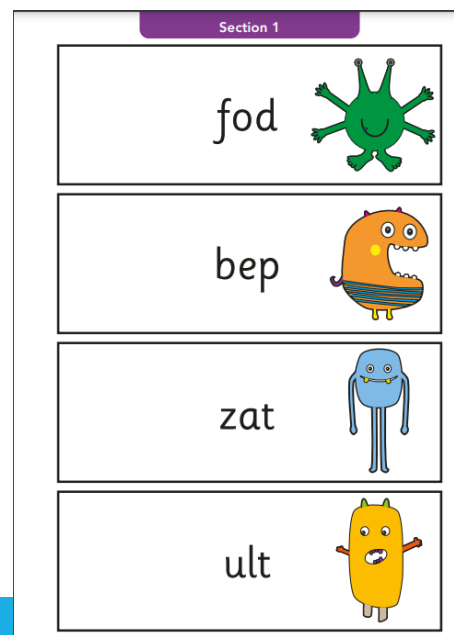 Section 1
fod
bep
zat
ult